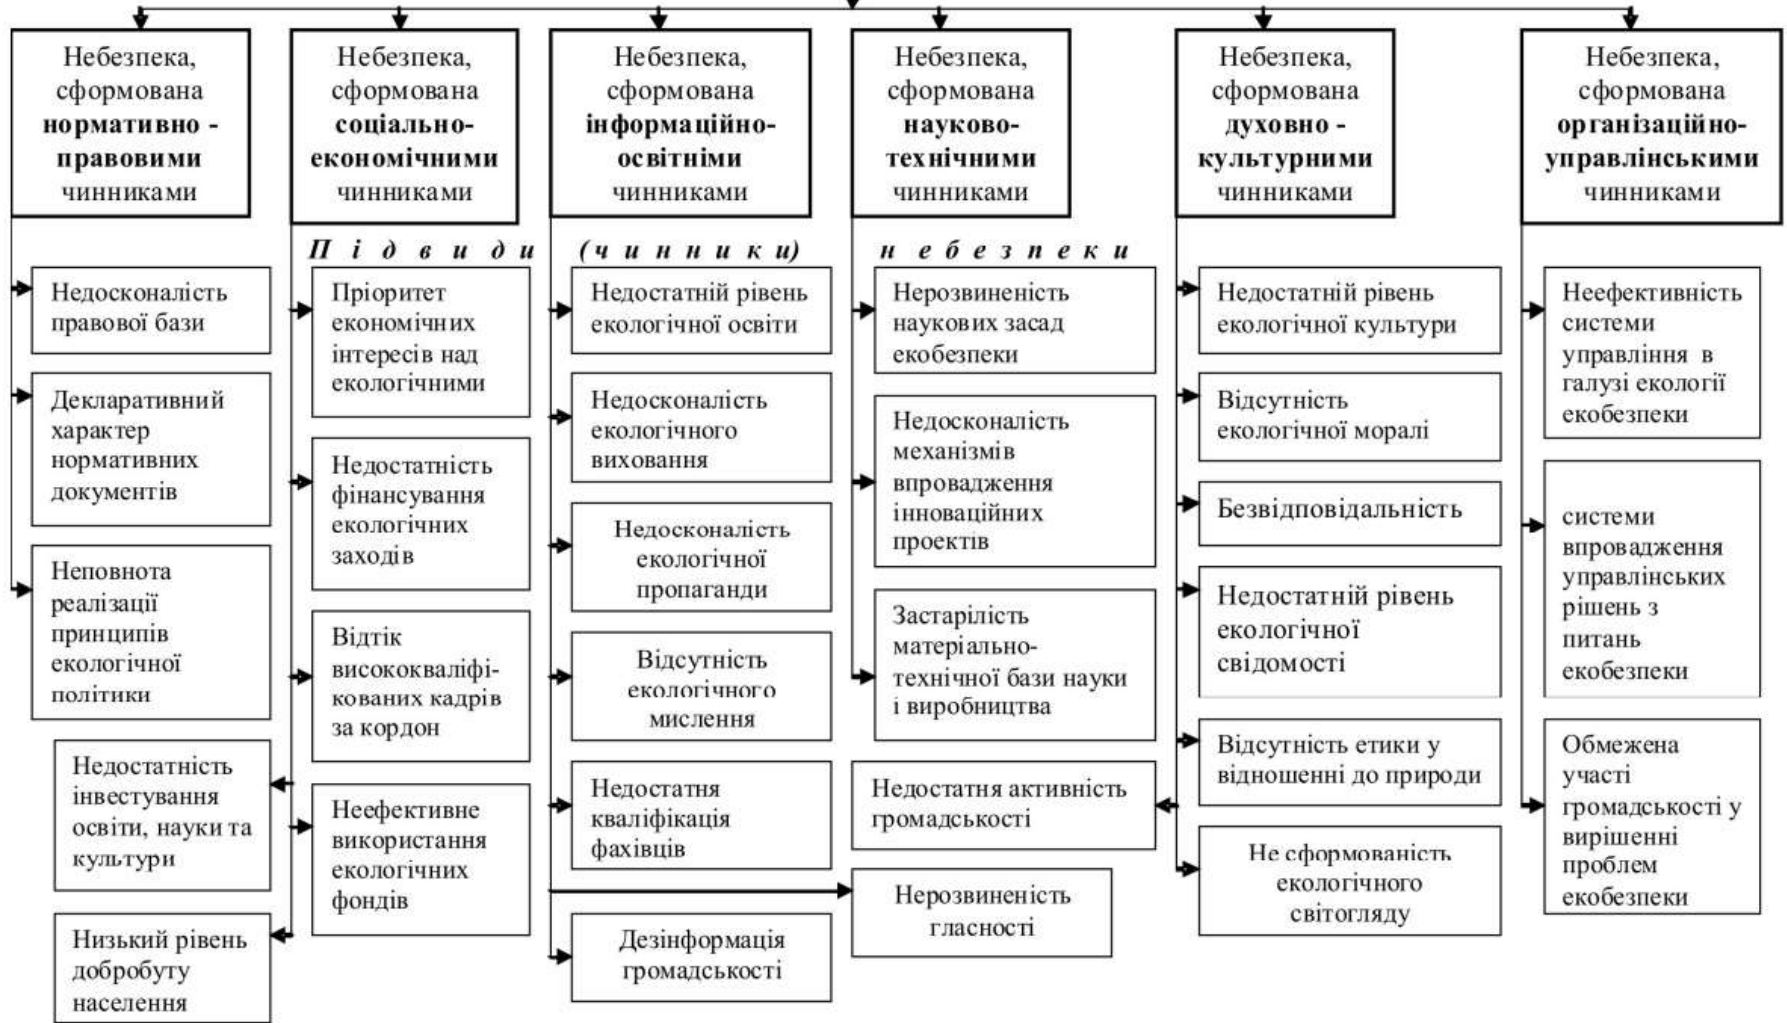 Небезпека,
сформована
нормативно -
правовими
чинниками
Небезпека,
сформована
соціально-
економічними
чинниками
Небезпека,
сформована
інформаційно-
освітніми
чинниками
Небезпека,
сформована
науково-
технічними
чинниками
Небезпека,
сформована
духовно -
культурними
чинниками
Небезпека,
сформована
організаційно-
управлінськими
чинниками
Підвиди (чинники) небезпеки
Недосконалість
правової бази
Декларативний
характер
нормативних
документів
Неповнота
реалізації
принципів
екологічної
політики
Недостатність
інвестування
освіти, науки та
культури
Низький рівень
добробуту
населення
Пріоритет
економічних
інтересів над
екологічними
Недостатність
фінансування
екологічних
заходів
Відтік
висококваліфі-
кованих кадрів
за кордон
Неефективне
використання
екологічних
фондів
Недостатній рівень
екологічної освіти
Недосконалість
екологічного
виховання
Недосконалість
екологічної
пропаганди
Відсутність
екологічного
мислення
Недостатня
кваліфікація
фахівців
Дезінформація
громадськості
Нерозвиненість
наукових засад
екобезпеки
Недосконалість
механізмів
впровадження
інноваційних
проектів
Застарілість
матеріально-
технічної бази науки
і виробництва
Недостатня активність
громадськості
Нерозвиненість
гласності
Недостатній рівень
екологічної культури
Відсутність
екологічної моралі
Безвідповідальність
Недостатній рівень
екологічної
свідомості
Відсутність етики у
відношенні до природи
Не сформованість
екологічного
світогляду
Неефективність
системи
управління в
галузі екології
екобезпеки
системи
впровадження
управлінських
рішень з
питань
екобезпеки
Обмежена
участі
громадськості у
вирішенні
проблем
екобезпеки